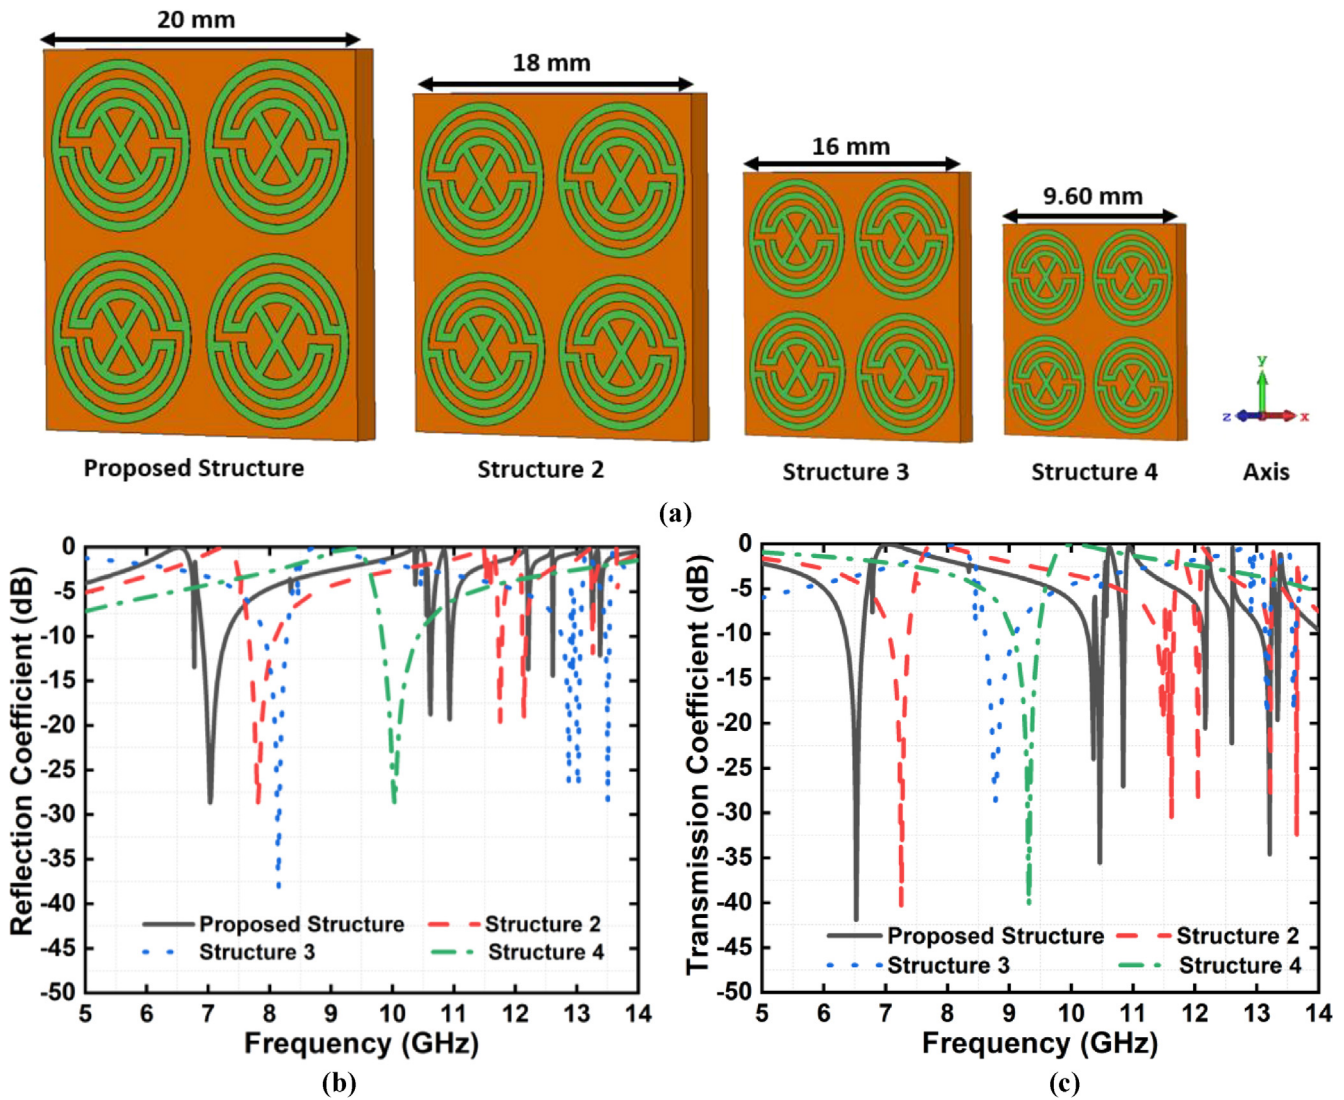 20 mm
18 mm
16 mm
9.60 mm
y
z
x
Proposed Structure
Structure 2
Structure 3
Structure 4
Axis
(a)
0
-5
-10
-15
-20
-25
-30
-35
-40
-45
-50
Reflection Coefficient (dB)
Proposed Structure
Structure 2
Structure 3
Structure 4
5 6 7 8 9 10 11 12 13 14
Frequency (GHz)
(b)
0
-5
-10
-15
-20
-25
-30
-35
-40
-45
-50
Transmission Coefficient (dB)
Proposed Structure
Structure 2
Structure 3
Structure 4
5 6 7 8 9 10 11 12 13 14
Frequency (GHz)
(c)